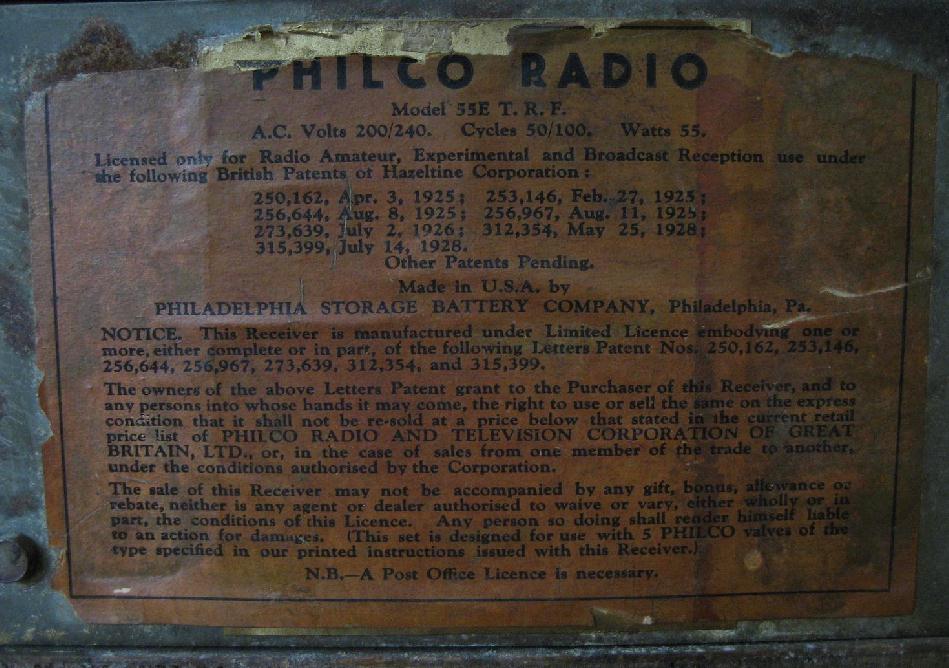 PHILCO RADIO
Model 55E T. R. F.
A.C. Volts 200/240. Cycles 50/100. Watts 55.
Licensed only for Radio Amateur, Experimental and Broadcast Reception use under
the following British Patents of Hazeltine Corporation :
250,162, Apr. 3, 1925 ; 253,146, Feb. 27, 1925 ;
256,644, Aug. 8, 1925 ; 256,967, Aug. 11, 1925 ;
273,639, July 2, 1926 ; 312,354, May 25, 1928 ;
315,399, July 14, 1928.
Other Patents Pending.
Made in U.S.A. by
PHILADELPHIA STORAGE BATTERY COMPANY, Philadelphia, Pa.
NOTICE. This Receiver is manufactured under Limited Licence embodying one or
more, either complete or in part, of the following Letters Patent Nos. 250,162, 253,146,
256,644, 256,967, 273,639, 312,354, and 315,399.
The owners of the above Letters Patent grant to the Purchaser of this Receiver, and to
any persons into whose hands it may come, the right to use or sell the same on the express
condition that it shall not be re-sold at a price below that stated in the current retail
price list of PHILCO RADIO AND TELEVISION CORPORATION OF GREAT
BRITAIN, LTD., or, in the case of sales from one member of the trade to another,
under the conditions authorised by the Corporation.
The sale of this Receiver may not be accompanied by any gift, bonus, allowance or
rebate, neither is any agent or dealer authorised to waive or vary, either wholly or in
part, the conditions of this Licence. Any person so doing shall render himself liable
to an action for damages. (This set is designed for use with 5 PHILCO valves of the
type specified in our printed instructions issued with this Receiver.)
N.B.—A Post Office Licence is necessary.